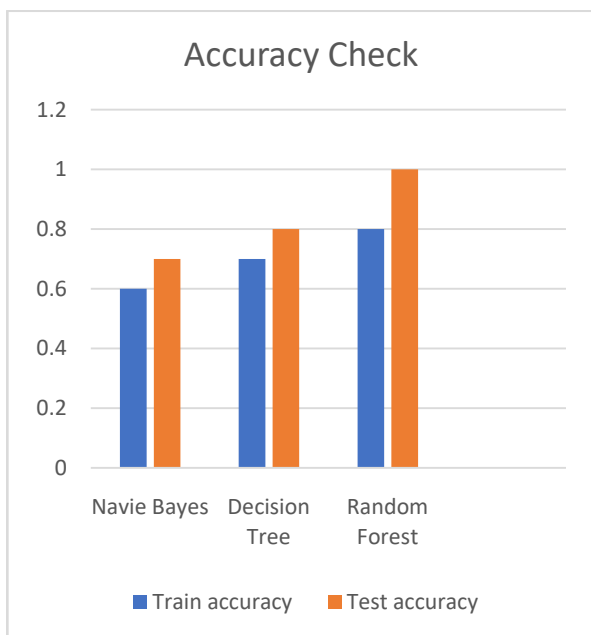 Accuracy Check
1.2
1
0.8
0.6
0.4
0.2
0
Navie Bayes
Decision
Tree
Random
Forest
Train accuracy
Test accuracy